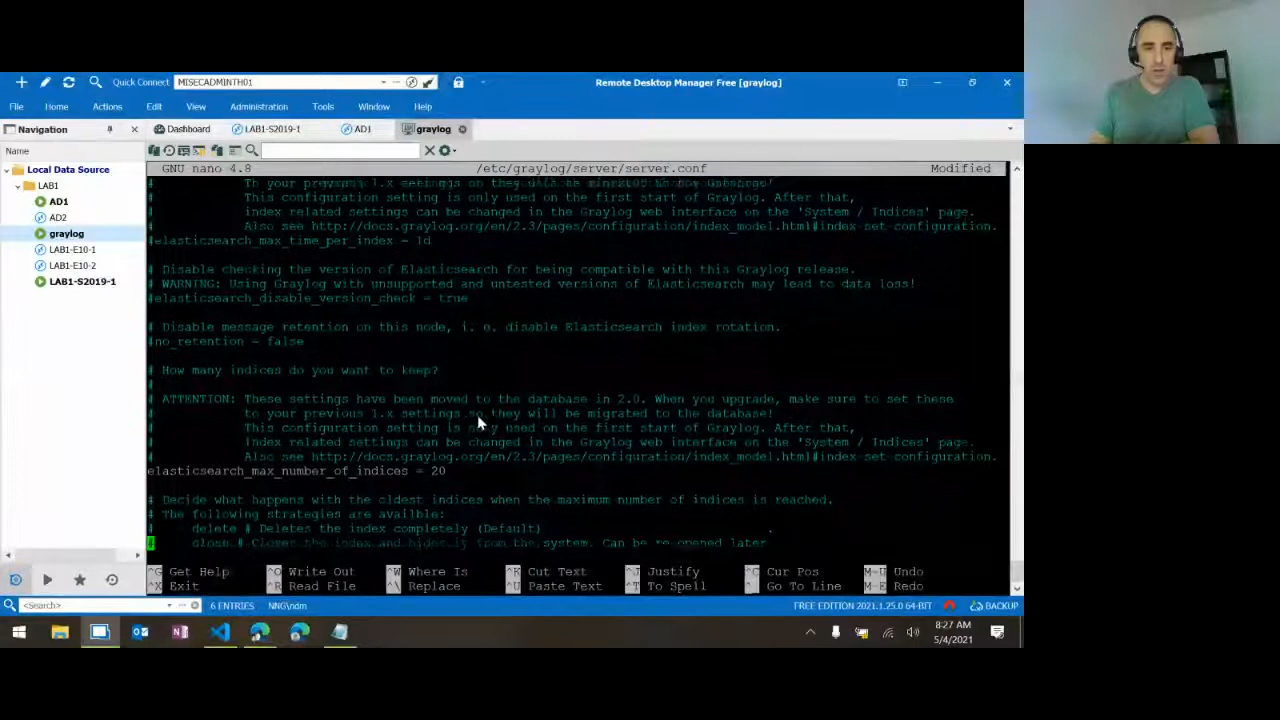 Quick Connect MISECADMINTH01 Remote Desktop Manager Free [graylog]
File Home Actions Edit View Administration Tools Window Help
Navigation Dashboard LAB1-S2019-1 AD1 graylog
Name
Local Data Source
LAB1
AD1
AD2
graylog
LAB1-E10-1
LAB1-E10-2
LAB1-S2019-1
GNU nano 4.8 /etc/graylog/server/server.conf Modified
# to your previous 1.x settings so they
# This configuration setting is only used on the first start of Graylog. After that,
# index related settings can be changed in the Graylog web interface on the 'System / Indices' page.
# Also see http://docs.graylog.org/en/2.3/pages/configuration/index_model.html#index-set-configuration.
#elasticsearch_max_time_per_index = 1d
# Disable checking the version of Elasticsearch for being compatible with this Graylog release.
# WARNING: Using Graylog with unsupported and untested versions of Elasticsearch may lead to data loss!
#elasticsearch_disable_version_check = true
# Disable message retention on this node, i. e. disable Elasticsearch index rotation.
#no_retention = false
# How many indices do you want to keep?
#
# ATTENTION: These settings have been moved to the database in 2.0. When you upgrade, make sure to set these
# to your previous 1.x settings so they will be migrated to the database!
# This configuration setting is only used on the first start of Graylog. After that,
# index related settings can be changed in the Graylog web interface on the 'System / Indices' page.
# Also see http://docs.graylog.org/en/2.3/pages/configuration/index_model.html#index-set-configuration.
elasticsearch_max_number_of_indices = 20
# Decide what happens with the oldest indices when the maximum number of indices is reached.
# The following strategies are availble:
# delete # Deletes the index completely (Default)
# close # Closes the index and hides it from the system. Can be re-opened later
^G Get Help ^O Write Out ^W Where Is ^K Cut Text ^J Justify ^C Cur Pos M-U Undo
^X Exit ^R Read File ^\ Replace ^U Paste Text ^T To Spell ^_ Go To Line M-E Redo
<Search> 6 ENTRIES NNG\ndm FREE EDITION 2021.1.25.0 64-BIT BACKUP
8:27 AM
5/4/2021